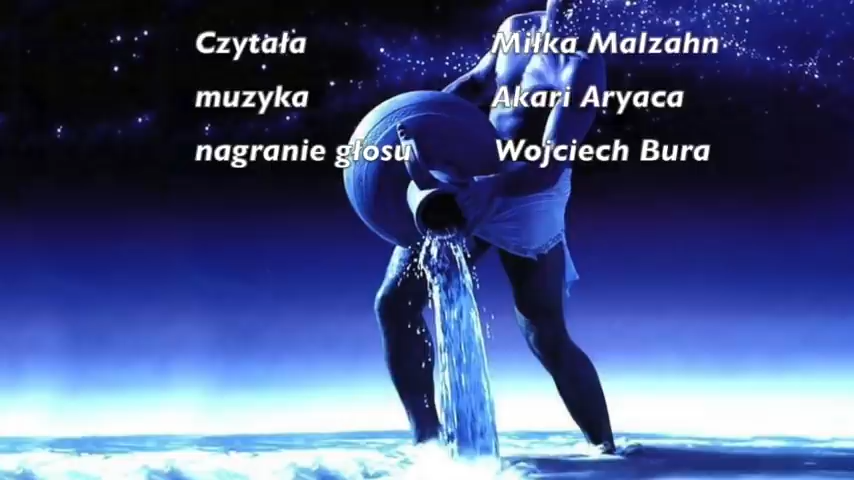 Czytała Miłka Malzahn
muzyka Akari Aryaca
nagranie głosu Wojciech Bura